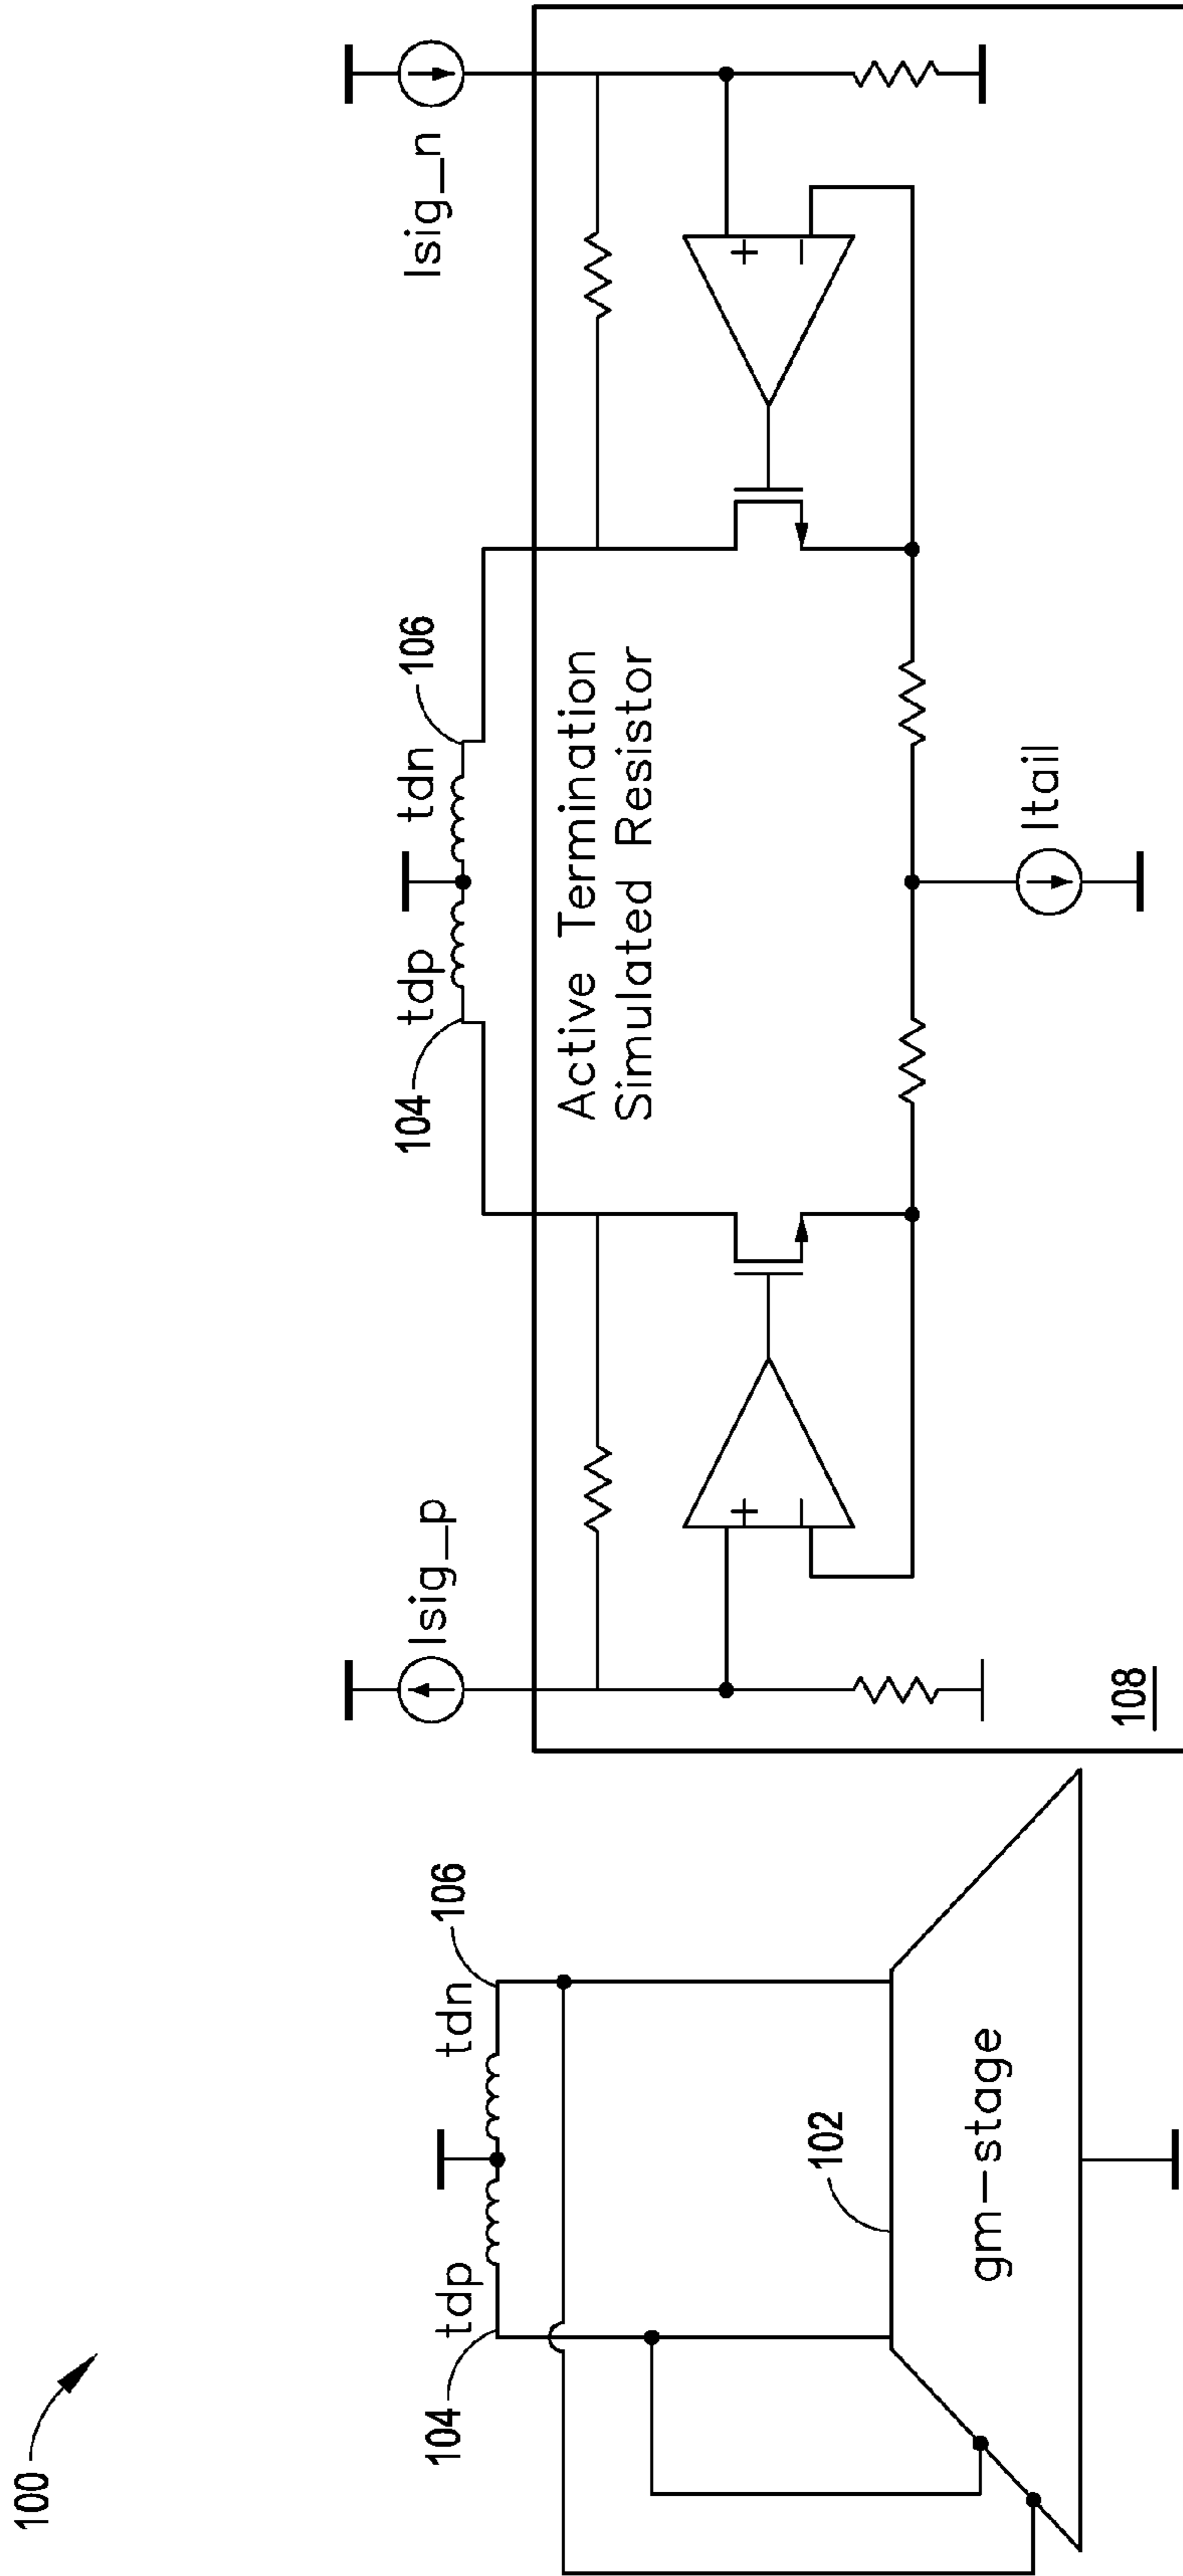 100
104
tdp
tdn
106
102
gm-stage
Isig_p
104
tdp
tdn
106
Isig_n
Active Termination
Simulated Resistor
+
−
+
−
Itail
108